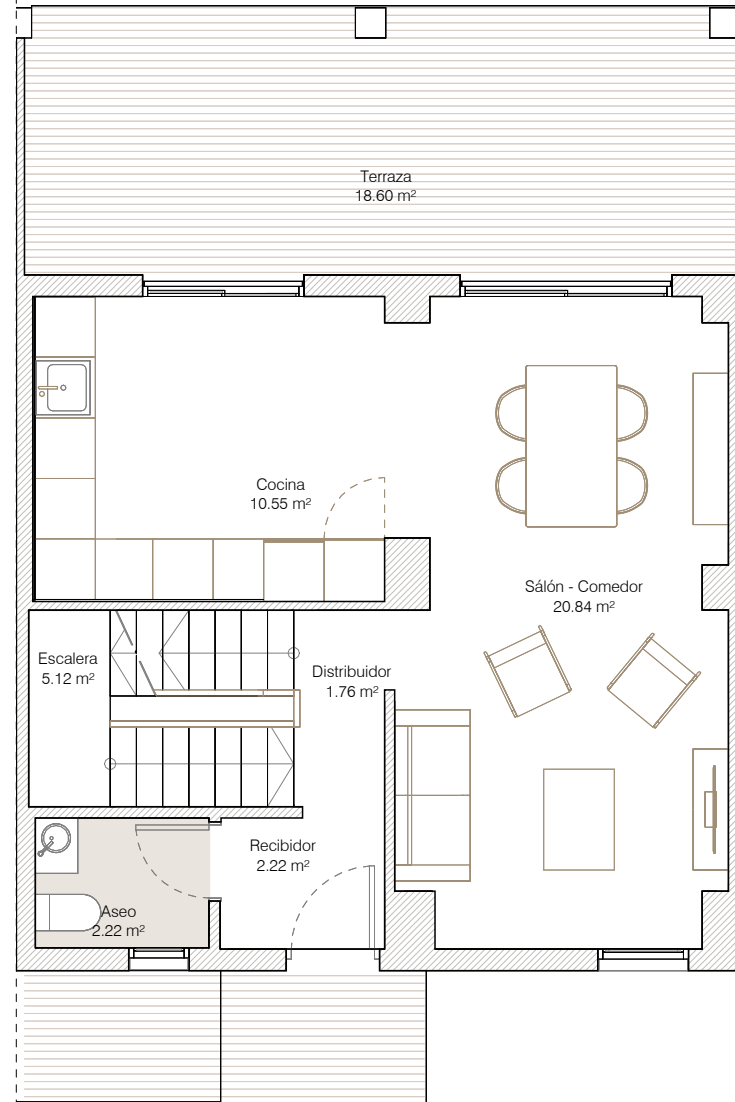 Terraza
18.60 m²
Cocina
10.55 m²
Sálón - Comedor
20.84 m²
Escalera
5.12 m²
Distribuidor
1.76 m²
Recibidor
2.22 m²
Aseo
2.22 m²